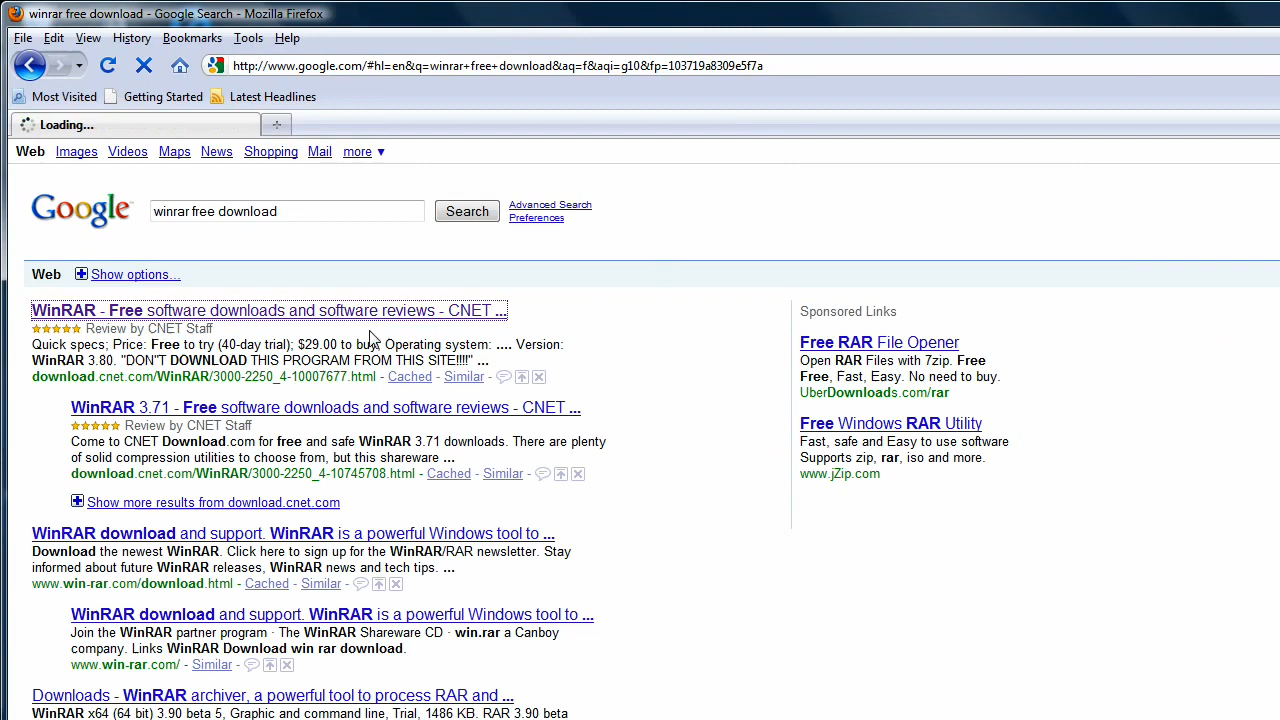 winrar free download - Google Search - Mozilla Firefox
File Edit View History Bookmarks Tools Help
http://www.google.com/#hl=en&q=winrar+free+download&aq=f&aqi=g10&fp=103719a8309e5f7a
Most Visited Getting Started Latest Headlines
Loading...
Web Images Videos Maps News Shopping Mail more ▼
Google winrar free download Search Advanced Search
Preferences
Web Show options...
WinRAR - Free software downloads and software reviews - CNET ...
Review by CNET Staff
Quick specs; Price: Free to try (40-day trial); $29.00 to buy; Operating system: .... Version:
WinRAR 3.80. "DON"T DOWNLOAD THIS PROGRAM FROM THIS SITE!!!!" ...
download.cnet.com/WinRAR/3000-2250_4-10007677.html - Cached - Similar -
WinRAR 3.71 - Free software downloads and software reviews - CNET ...
Review by CNET Staff
Come to CNET Download.com for free and safe WinRAR 3.71 downloads. There are plenty
of solid compression utilities to choose from, but this shareware ...
download.cnet.com/WinRAR/3000-2250_4-10745708.html - Cached - Similar -
Show more results from download.cnet.com
WinRAR download and support. WinRAR is a powerful Windows tool to ...
Download the newest WinRAR. Click here to sign up for the WinRAR/RAR newsletter. Stay
informed about future WinRAR releases, WinRAR news and tech tips. ...
www.win-rar.com/download.html - Cached - Similar -
WinRAR download and support. WinRAR is a powerful Windows tool to ...
Join the WinRAR partner program · The WinRAR Shareware CD · win.rar a Canboy
company. Links WinRAR Download win rar download.
www.win-rar.com/ - Similar -
Downloads - WinRAR archiver, a powerful tool to process RAR and ...
WinRAR x64 (64 bit) 3.90 beta 5, Graphic and command line, Trial, 1486 KB. RAR 3.90 beta
Sponsored Links
Free RAR File Opener
Open RAR Files with 7zip. Free
Free, Fast, Easy. No need to buy.
UberDownloads.com/rar
Free Windows RAR Utility
Fast, safe and Easy to use software
Supports zip, rar, iso and more.
www.jZip.com